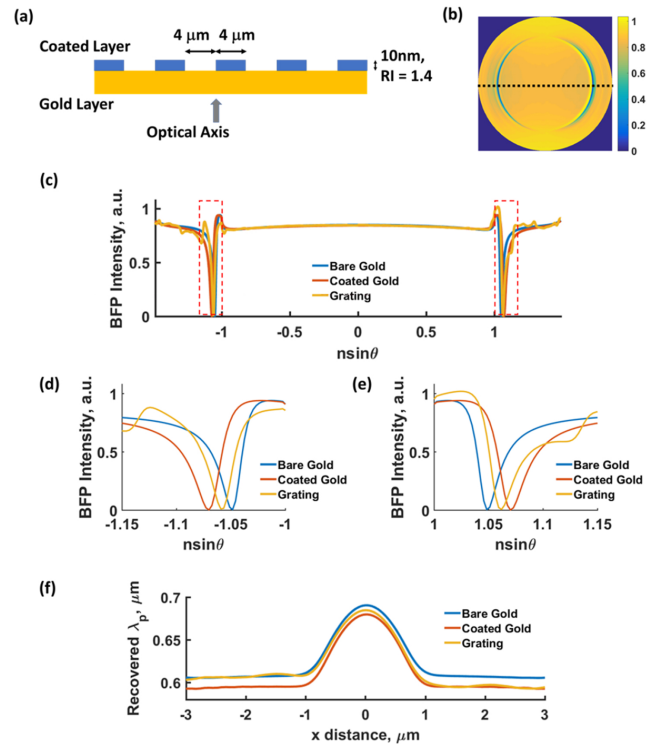 (a)
4 μm 4 μm
Coated Layer
10nm,
RI = 1.4
Gold Layer
Optical Axis
(b)
1
0.8
0.6
0.4
0.2
0
(c)
BFP Intensity, a.u.
1
0.5
0
Bare Gold
Coated Gold
Grating
-1 -0.5 0 0.5 1
nsinθ
(d)
BFP Intensity, a.u.
1
0.5
0
Bare Gold
Coated Gold
Grating
-1.15 -1.1 -1.05 -1
nsinθ
(e)
BFP Intensity, a.u.
1
0.5
0
Bare Gold
Coated Gold
Grating
1 1.05 1.1 1.15
nsinθ
(f)
Recovered λp, μm
0.7
0.65
0.6
Bare Gold
Coated Gold
Grating
-3 -2 -1 0 1 2 3
x distance, μm